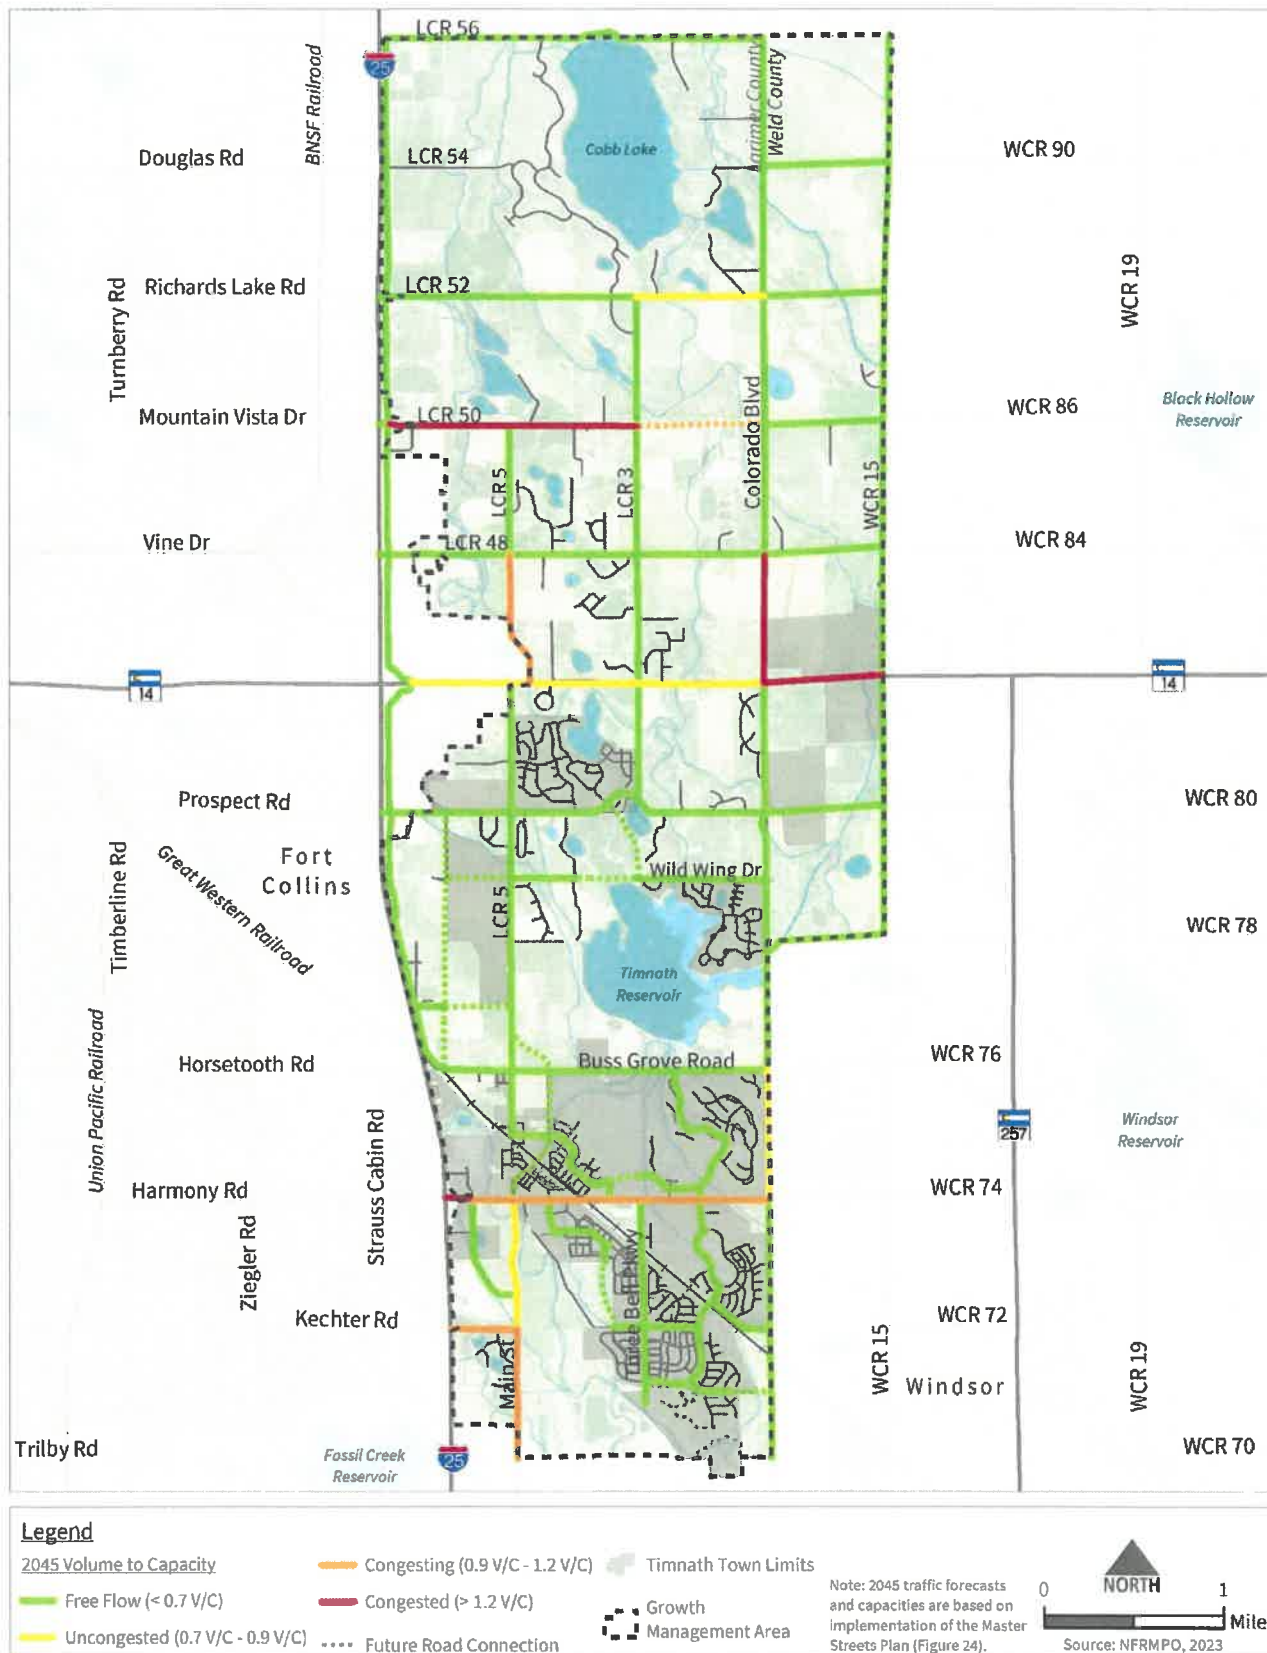 LCR 56
25
BNSF Railroad
Larimer County
Weld County
Cobb Lake
Douglas Rd
LCR 54
WCR 90
Richards Lake Rd
LCR 52
Turnberry Rd
WCR 19
Mountain Vista Dr
LCR 50
Colorado Blvd
WCR 86
Black Hollow
Reservoir
LCR 5
LCR 3
WCR 15
Vine Dr
LCR 48
WCR 84
14
14
Prospect Rd
WCR 80
Timberline Rd
Great Western Railroad
Fort
Collins
Wild Wing Dr
LCR 5
WCR 78
Timnath
Reservoir
Union Pacific Railroad
Horsetooth Rd
Buss Grove Road
WCR 76
257
Windsor
Reservoir
Strauss Cabin Rd
Harmony Rd
WCR 74
Ziegler Rd
Kechter Rd
Three Bell Pkwy
WCR 72
Main St
WCR 15
Windsor
WCR 19
Trilby Rd
Fossil Creek
Reservoir
25
WCR 70
Legend
2045 Volume to Capacity
Free Flow (< 0.7 V/C)
Uncongested (0.7 V/C - 0.9 V/C)
Congesting (0.9 V/C - 1.2 V/C)
Congested (> 1.2 V/C)
Future Road Connection
Timnath Town Limits
Growth
Management Area
Note: 2045 traffic forecasts
and capacities are based on
implementation of the Master
Streets Plan (Figure 24).
NORTH
0 1
Mile
Source: NFRMPO, 2023